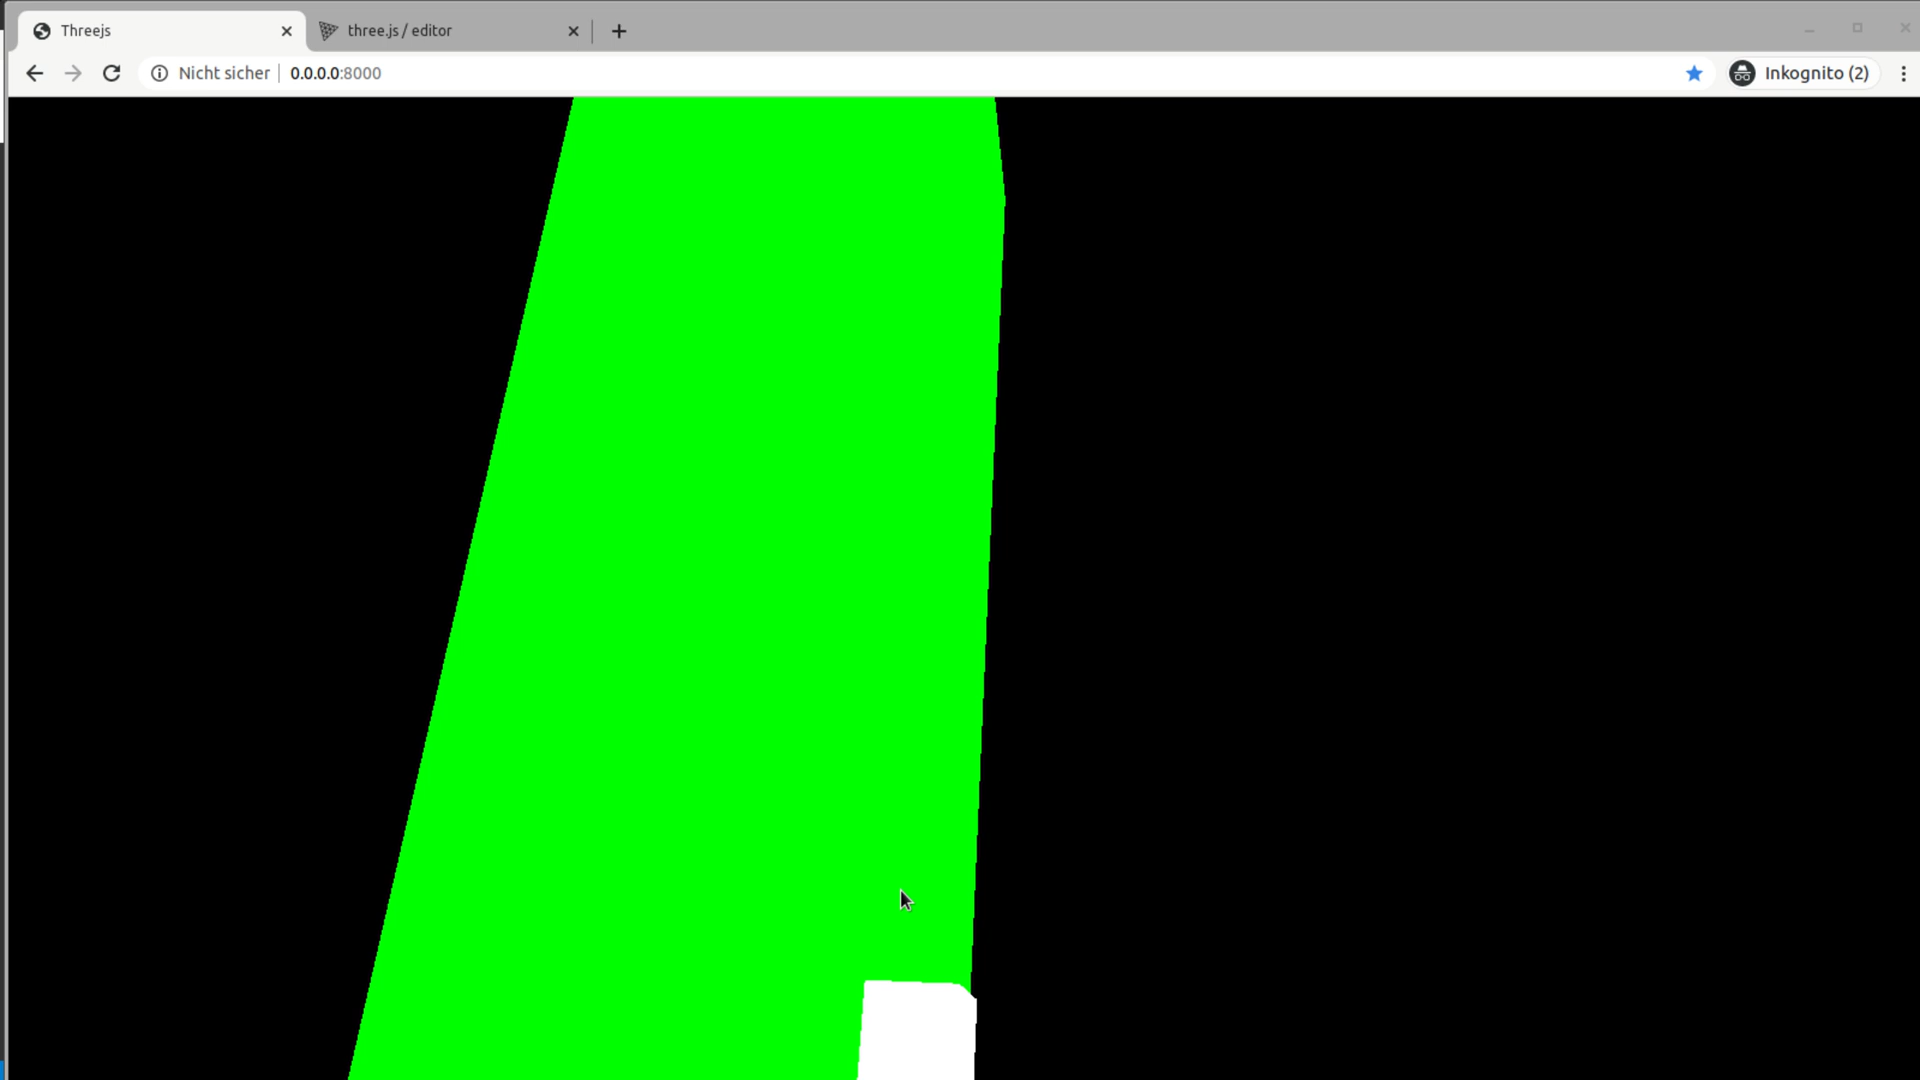 Threejs
three.js / editor
Nicht sicher 0.0.0.0:8000
Inkognito (2)